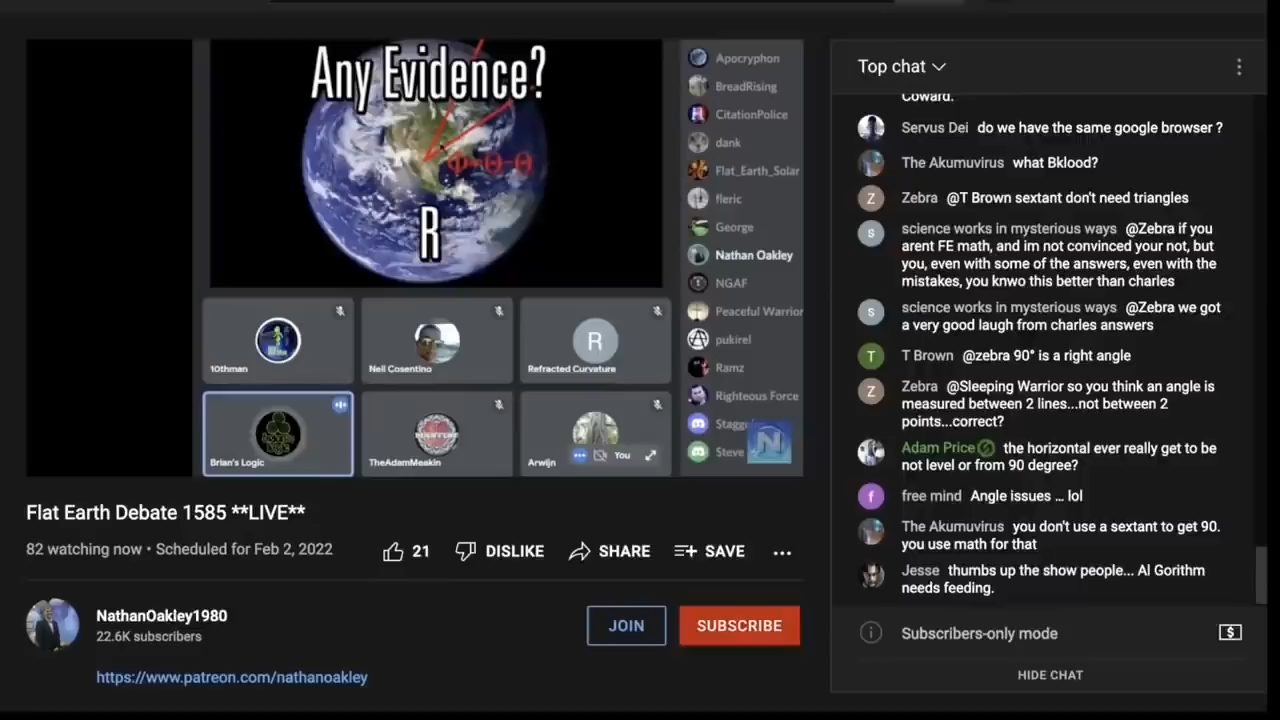 Any Evidence?
Φ=Θ-Θ
R
10thman
Neil Cosentino
R
Refracted Curvature
Brian's Logic
TheAdamMeakin
Arwijn
You
Apocryphon
BreadRising
CitationPolice
dank
Flat_Earth_Solar
fleric
George
Nathan Oakley
NGAF
Peaceful Warrior
pukirel
Ramz
Righteous Force
Stagg
Steve
N
Flat Earth Debate 1585 **LIVE**
82 watching now • Scheduled for Feb 2, 2022
21
DISLIKE
SHARE
SAVE
NathanOakley1980
22.6K subscribers
JOIN
SUBSCRIBE
https://www.patreon.com/nathanoakley
Top chat
Coward.
Servus Dei do we have the same google browser ?
The Akumuvirus what Bklood?
Z
Zebra @T Brown sextant don't need triangles
S
science works in mysterious ways @Zebra if you
arent FE math, and im not convinced your not, but
you, even with some of the answers, even with the
mistakes, you knwo this better than charles
S
science works in mysterious ways @Zebra we got
a very good laugh from charles answers
T
T Brown @zebra 90° is a right angle
Z
Zebra @Sleeping Warrior so you think an angle is
measured between 2 lines...not between 2
points...correct?
Adam Price the horizontal ever really get to be
not level or from 90 degree?
f
free mind Angle issues … lol
The Akumuvirus you don't use a sextant to get 90.
you use math for that
Jesse thumbs up the show people... Al Gorithm
needs feeding.
Subscribers-only mode
$
HIDE CHAT